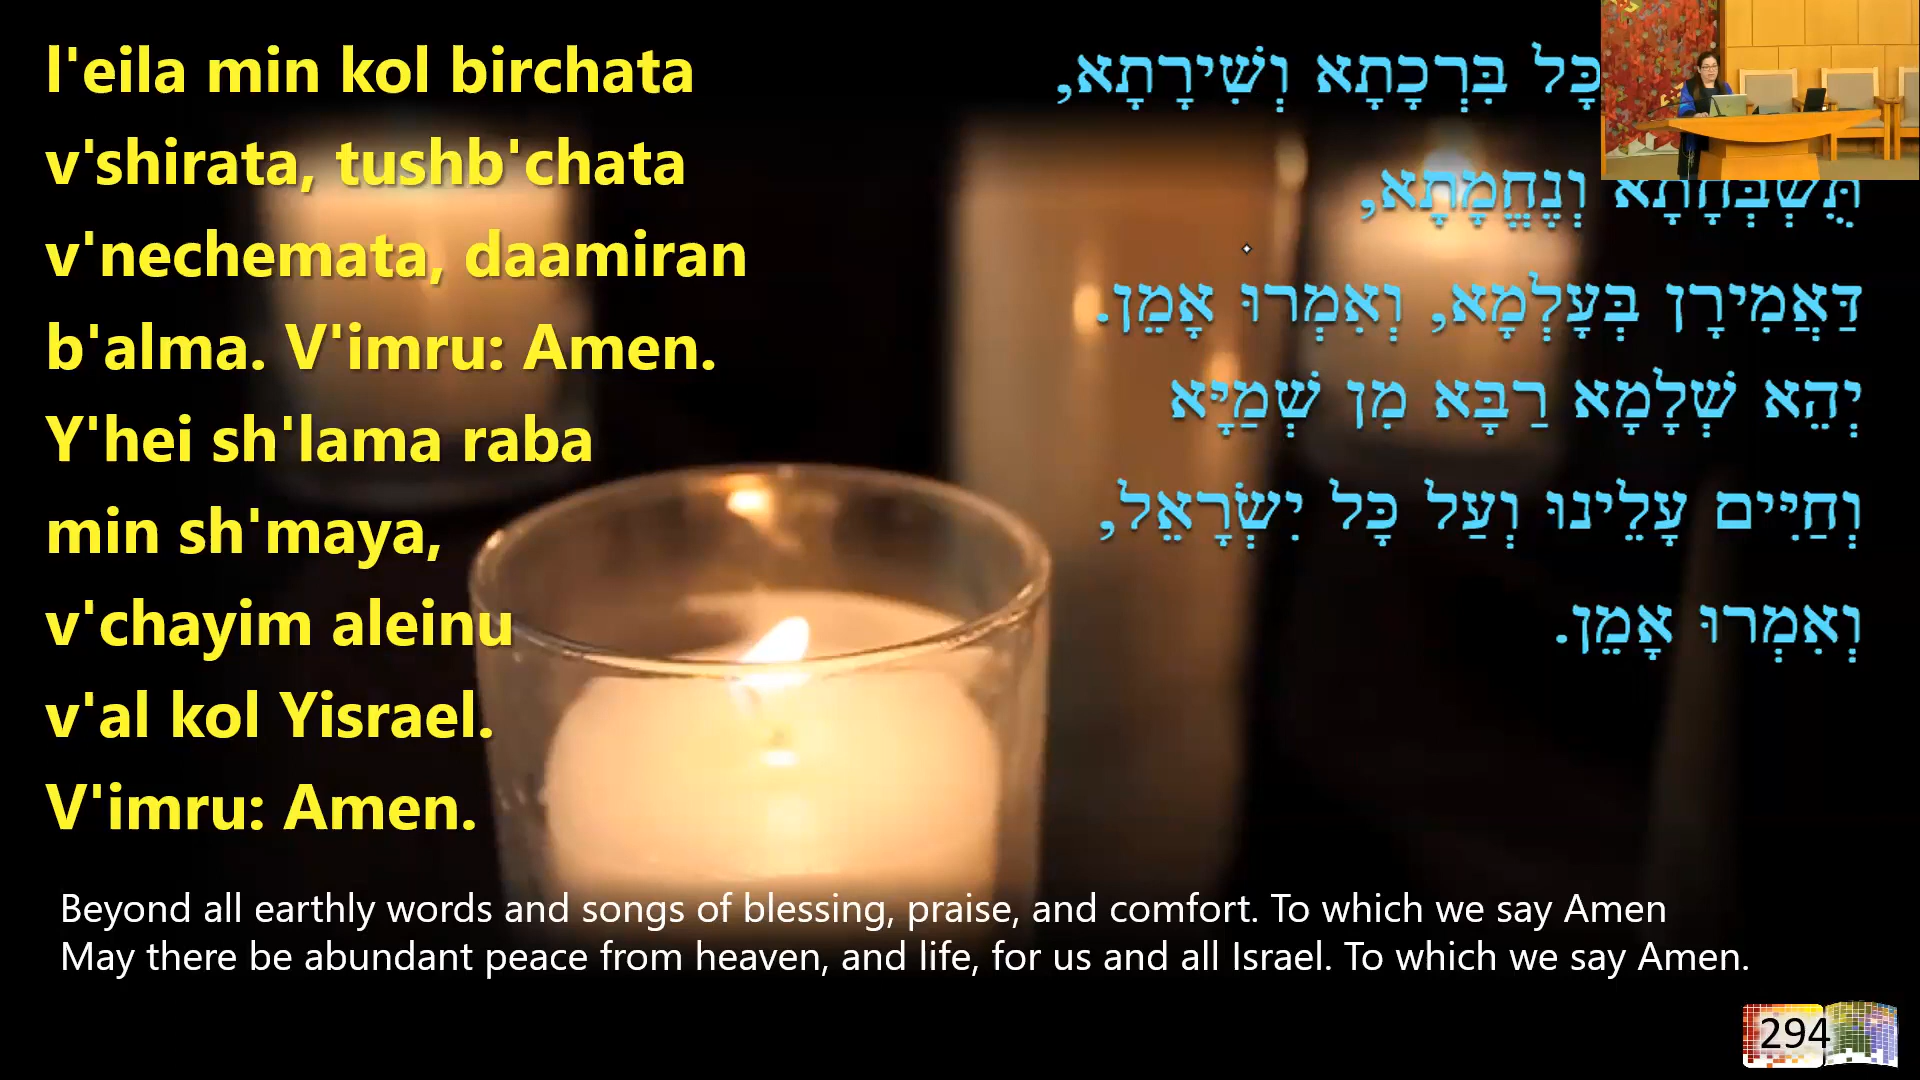 l'eila min kol birchata
v'shirata, tushb'chata
v'nechemata, daamiran
b'alma. V'imru: Amen.
Y'hei sh'lama raba
min sh'maya,
v'chayim aleinu
v'al kol Yisrael.
V'imru: Amen.
כָּל בִּרְכָתָא וְשִׁירָתָא,
תֻּשְׁבְּחָתָא וְנֶחֱמָתָא,
דַּאֲמִירָן בְּעָלְמָא, וְאִמְרוּ אָמֵן.
יְהֵא שְׁלָמָא רַבָּא מִן שְׁמַיָּא
וְחַיִּים עָלֵינוּ וְעַל כָּל יִשְׂרָאֵל,
וְאִמְרוּ אָמֵן.
Beyond all earthly words and songs of blessing, praise, and comfort. To which we say Amen
May there be abundant peace from heaven, and life, for us and all Israel. To which we say Amen.
294